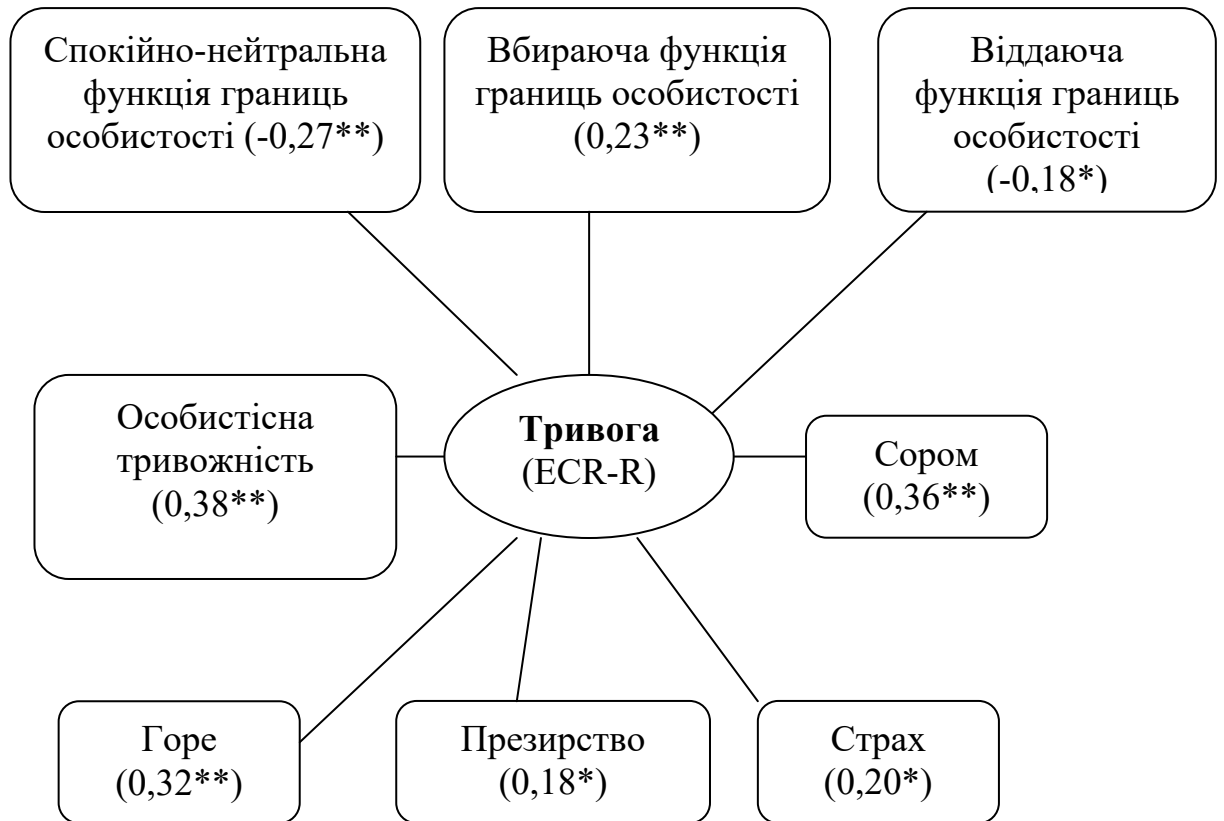 Спокійно-нейтральна
функція границь
особистості (-0,27**)
Вбираюча функція
границь особистості
(0,23**)
Віддаюча
функція границь
особистості
(-0,18*)
Особистісна
тривожність
(0,38**)
Тривога
(ECR-R)
Сором
(0,36**)
Горе
(0,32**)
Презирство
(0,18*)
Страх
(0,20*)